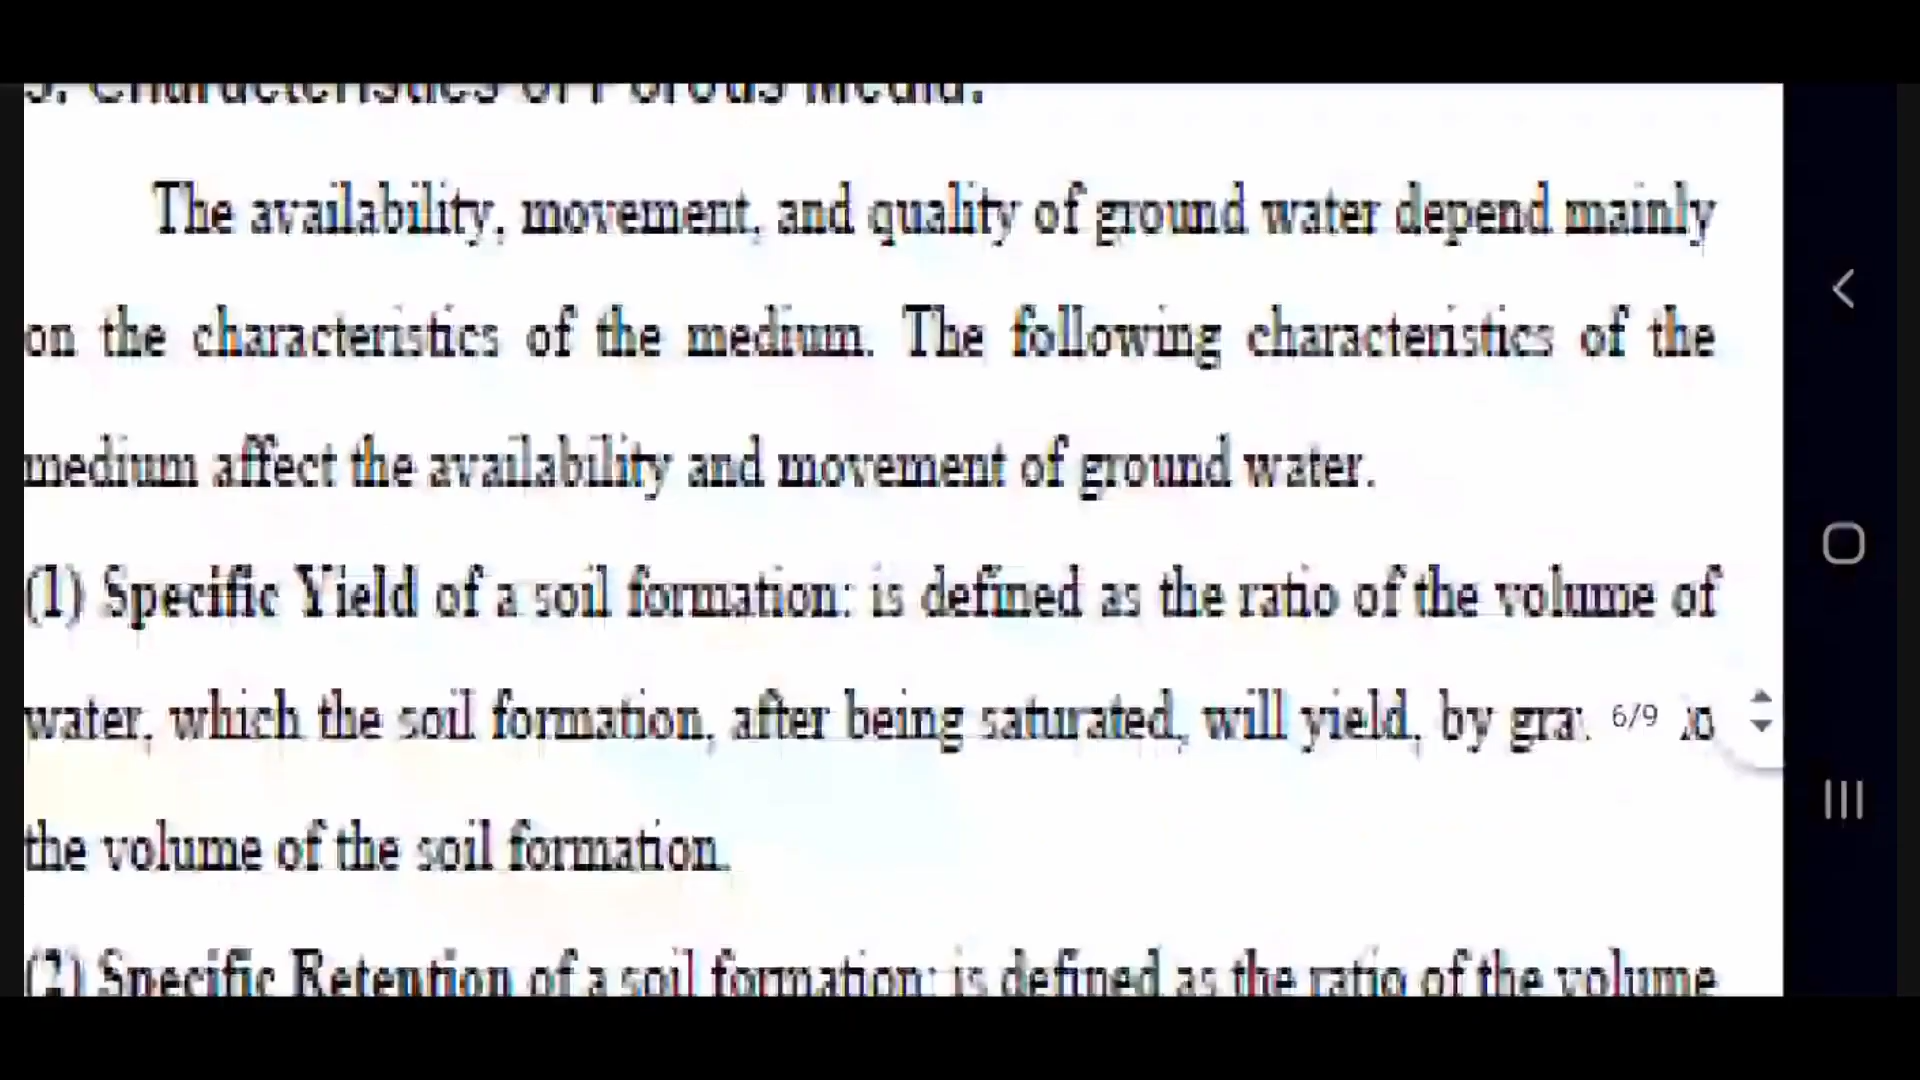 Characteristics of Porous Media.
The availability, movement, and quality of ground water depend mainly
on the characteristics of the medium. The following characteristics of the
medium affect the availability and movement of ground water.
(1) Specific Yield of a soil formation: is defined as the ratio of the volume of
water, which the soil formation, after being saturated, will yield, by 6/9
the volume of the soil formation.
(2) Specific Retention of a soil formation: is defined as the ratio of the volume